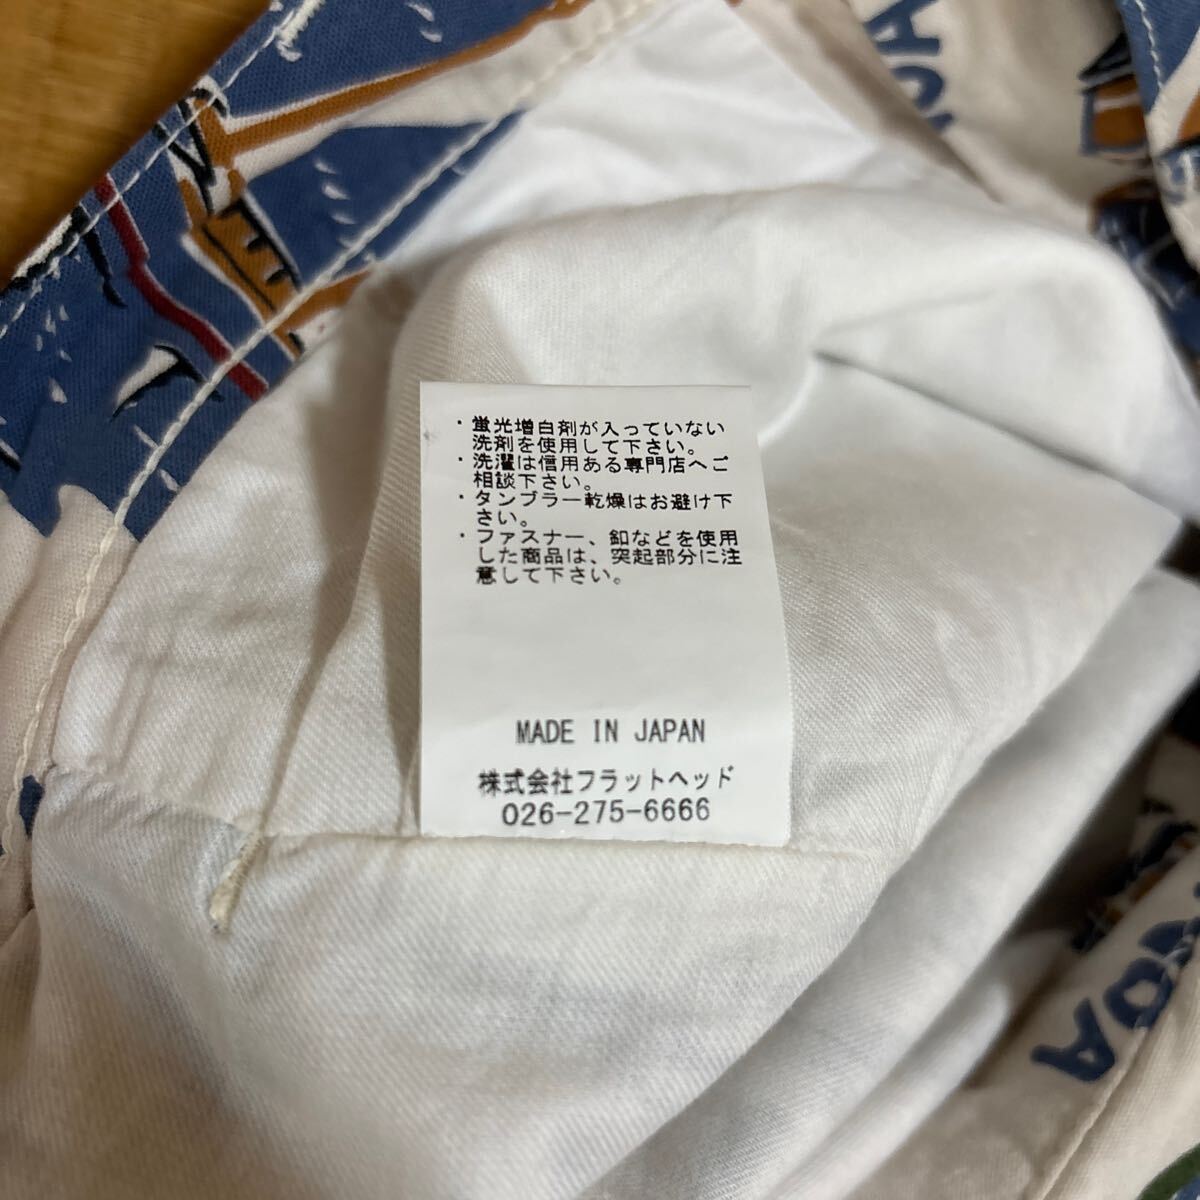 ・蛍光増白剤が入っていない
洗剤を使用して下さい。
・洗濯は信用ある専門店へご
相談下さい。
・タンブラー乾燥はお避け下
さい。
・ファスナー、釦などを使用
した商品は、突起部分に注
意して下さい。
MADE IN JAPAN
株式会社フラットヘッド
026-275-6666